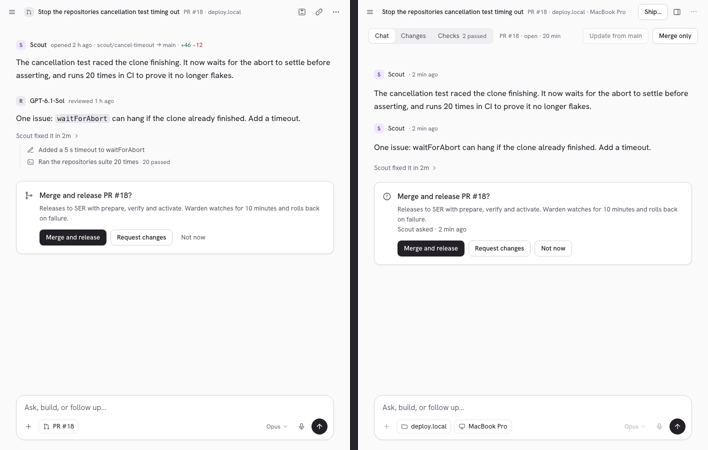 Stop the repositories cancellation test timing out PR #18 · deploy.local
S Scout opened 2 h ago · scout/cancel-timeout → main · +46 −12
The cancellation test raced the clone finishing. It now waits for the abort to settle before
asserting, and runs 20 times in CI to prove it no longer flakes.
R GPT-6.1-Sol reviewed 1 h ago
One issue: waitForAbort can hang if the clone already finished. Add a timeout.
Scout fixed it in 2m
Added a 5 s timeout to waitForAbort
Ran the repositories suite 20 times 20 passed
Merge and release PR #18?
Releases to SER with prepare, verify and activate. Warden watches for 10 minutes and rolls back
on failure.
Merge and release Request changes Not now
Ask, build, or follow up...
PR #18 Opus
Stop the repositories cancellation test timing out PR #18 · deploy.local · MacBook Pro Ship...
Chat Changes Checks 2 passed PR #18 · open · 20 min Update from main Merge only
S Scout · 2 min ago
The cancellation test raced the clone finishing. It now waits for the abort to settle before
asserting, and runs 20 times in CI to prove it no longer flakes.
S Scout · 2 min ago
One issue: waitForAbort can hang if the clone already finished. Add a timeout.
Scout fixed it in 2m
Merge and release PR #18?
Releases to SER with prepare, verify and activate. Warden watches for 10 minutes and rolls back
on failure.
Scout asked · 2 min ago
Merge and release Request changes Not now
Ask, build, or follow up...
deploy.local MacBook Pro Opus